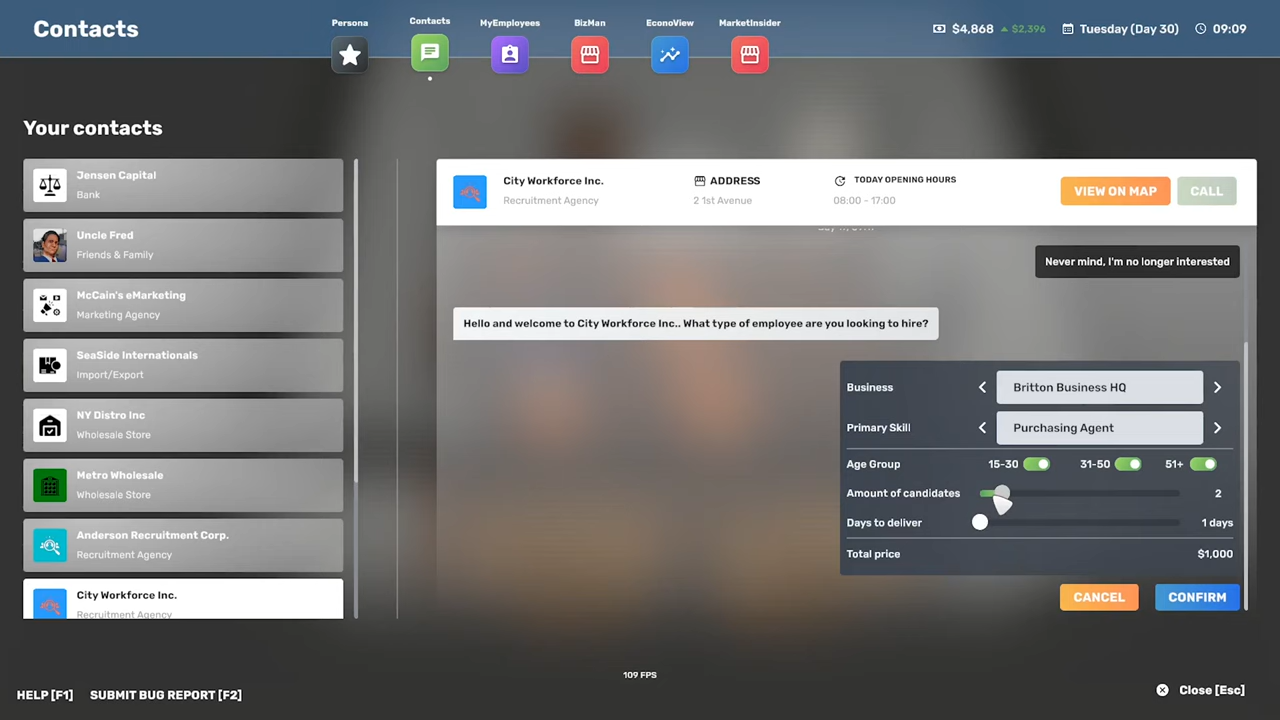 Contacts
Persona
Contacts
MyEmployees
BizMan
EconoView
MarketInsider
$4,868 ▲ $2,396
Tuesday (Day 30)
09:09
Your contacts
Jensen Capital
Bank
Uncle Fred
Friends & Family
McCain's eMarketing
Marketing Agency
SeaSide Internationals
Import/Export
NY Distro Inc
Wholesale Store
Metro Wholesale
Wholesale Store
Anderson Recruitment Corp.
Recruitment Agency
City Workforce Inc.
Recruitment Agency
City Workforce Inc.
Recruitment Agency
ADDRESS
2 1st Avenue
TODAY OPENING HOURS
08:00 - 17:00
VIEW ON MAP
CALL
Never mind, I'm no longer interested
Hello and welcome to City Workforce Inc.. What type of employee are you looking to hire?
Business < Britton Business HQ >
Primary Skill < Purchasing Agent >
Age Group 15-30 31-50 51+
Amount of candidates 2
Days to deliver 1 days
Total price $1,000
CANCEL
CONFIRM
109 FPS
HELP [F1]
SUBMIT BUG REPORT [F2]
Close [Esc]